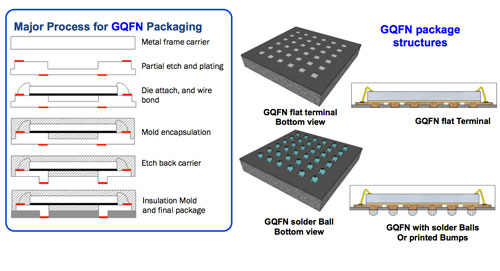 Major Process for GQFN Packaging
Metal frame carrier
Partial etch and plating
Die attach, and wire
bond
Mold encapsulation
Etch back carrier
Insulation Mold
and final package
GQFN package
structures
GQFN flat terminal
Bottom view
GQFN flat Terminal
GQFN solder Ball
Bottom view
GQFN with solder Balls
Or printed Bumps